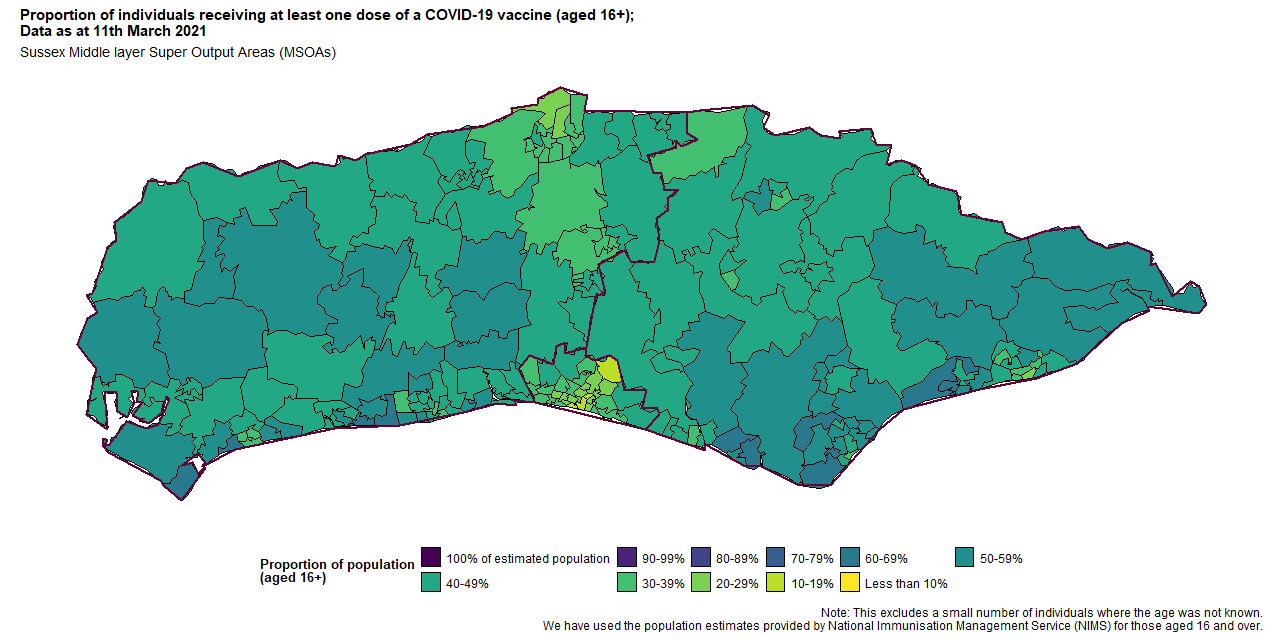 Proportion of individuals receiving at least one dose of a COVID-19 vaccine (aged 16+);
Data as at 11th March 2021
Sussex Middle layer Super Output Areas (MSOAs)
Proportion of population
(aged 16+)
100% of estimated population 90-99% 80-89% 70-79% 60-69% 50-59%
40-49% 30-39% 20-29% 10-19% Less than 10%
Note: This excludes a small number of individuals where the age was not known.
We have used the population estimates provided by National Immunisation Management Service (NIMS) for those aged 16 and over.